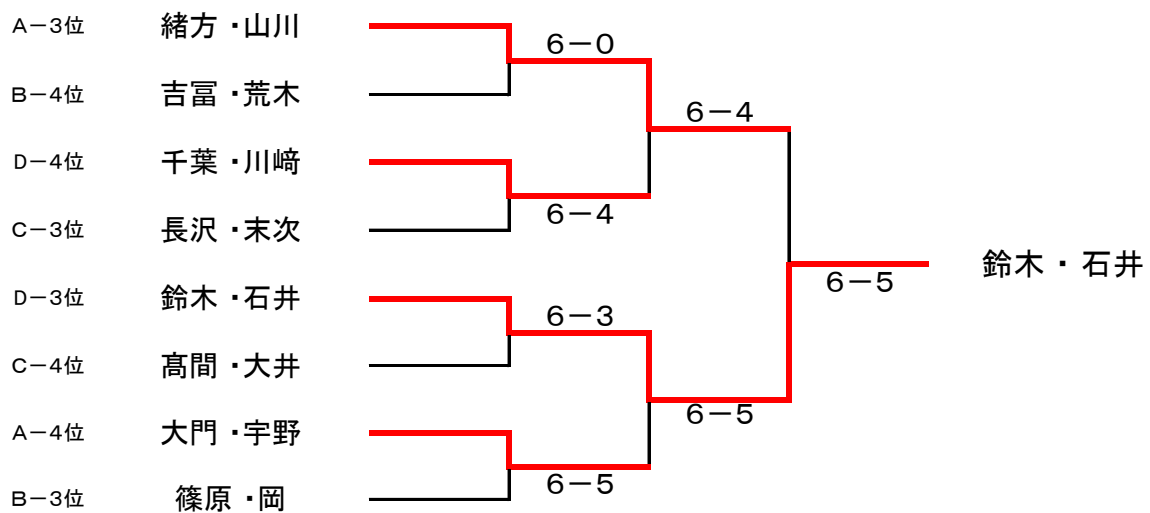 A－3位 緒方・山川
6－0
B－4位 吉冨・荒木
6－4
D－4位 千葉・川﨑
6－4
C－3位 長沢・末次
鈴木・石井
6－5
D－3位 鈴木・石井
6－3
C－4位 髙間・大井
6－5
A－4位 大門・宇野
6－5
B－3位 篠原・岡